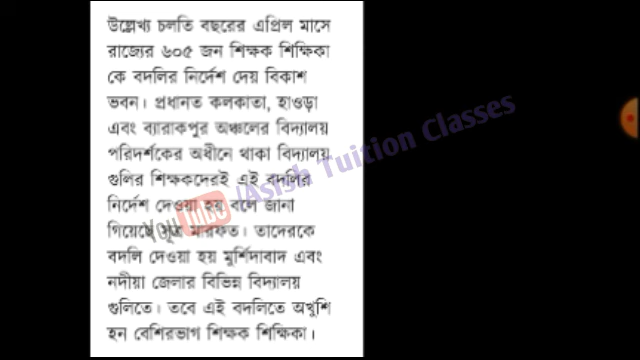 উল্লেখ্য চলতি বছরের এপ্রিল মাসে
রাজ্যের ৬০৫ জন শিক্ষক শিক্ষিকা
কে বদলির নির্দেশ দেয় বিকাশ
ভবন। প্রধানত কলকাতা, হাওড়া
এবং ব্যারাকপুর অঞ্চলের বিদ্যালয়
পরিদর্শকের অধীনে থাকা বিদ্যালয়
গুলির শিক্ষকদেরই এই বদলির
নির্দেশ দেওয়া হয় বলে জানা
গিয়েছে সূত্র মারফত। তাদেরকে
বদলি দেওয়া হয় মুর্শিদাবাদ এবং
নদীয়া জেলার বিভিন্ন বিদ্যালয়
গুলিতে। তবে এই বদলিতে অখুশি
হন বেশিরভাগ শিক্ষক শিক্ষিকা।
YouTube/Asish Tuition Classes